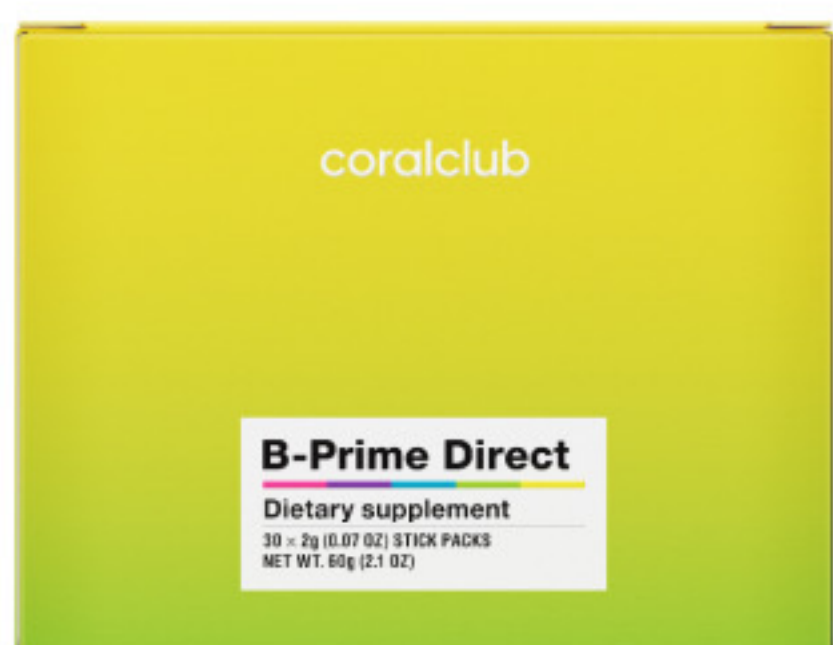 coralclub
B-Prime Direct
Dietary supplement
30 × 2g (0.07 OZ) STICK PACKS
NET WT. 60g (2.1 OZ)